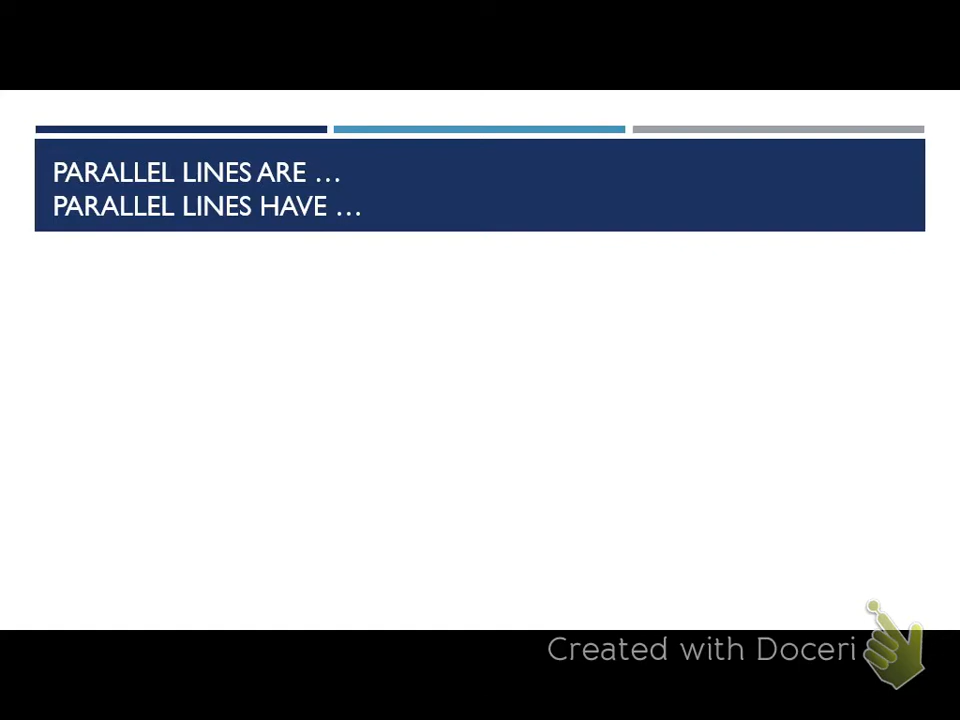 PARALLEL LINES ARE …
PARALLEL LINES HAVE …
Created with Doceri